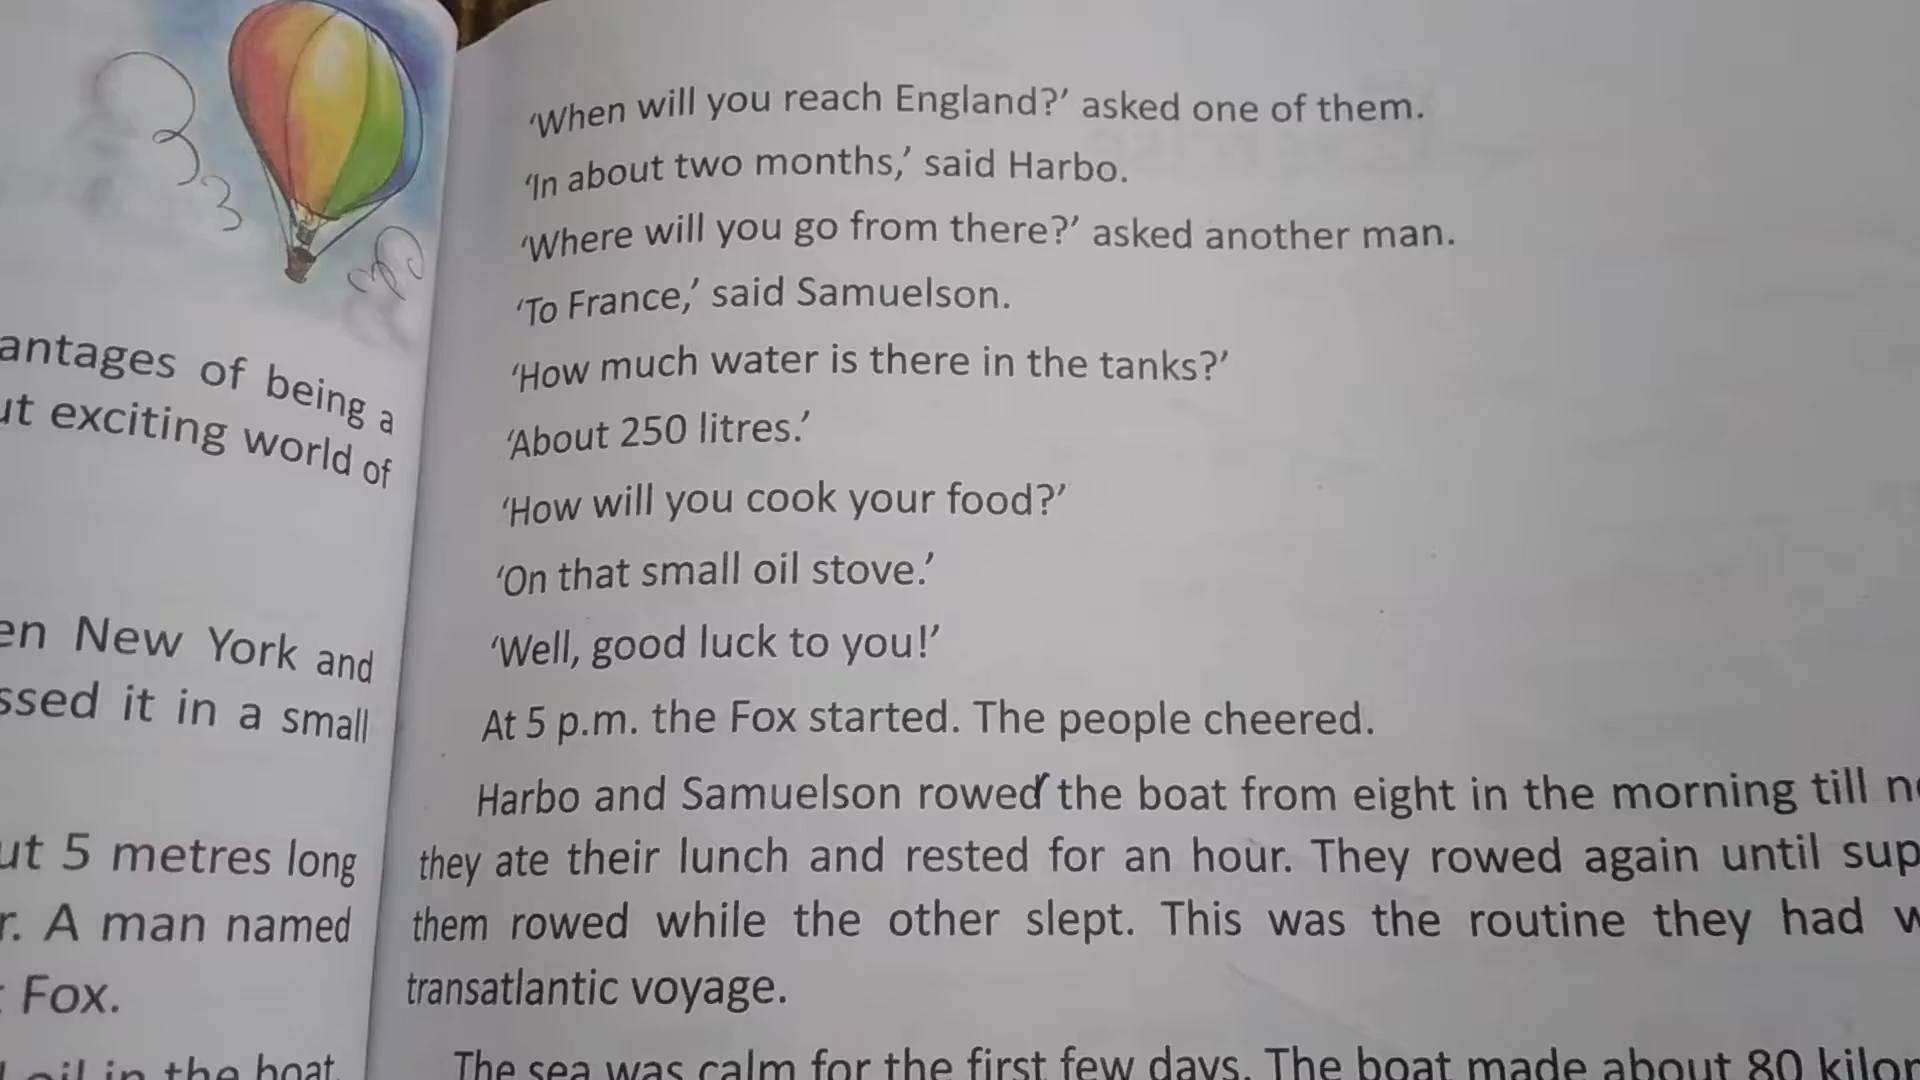 antages of being a
ut exciting world of
en New York and
ssed it in a small
ut 5 metres long
r. A man named
Fox.
oil in the boat.
‘When will you reach England?’ asked one of them.
‘In about two months,’ said Harbo.
‘Where will you go from there?’ asked another man.
‘To France,’ said Samuelson.
‘How much water is there in the tanks?’
‘About 250 litres.’
‘How will you cook your food?’
‘On that small oil stove.’
‘Well, good luck to you!’
At 5 p.m. the Fox started. The people cheered.
Harbo and Samuelson rowed the boat from eight in the morning till
they ate their lunch and rested for an hour. They rowed again until sup
them rowed while the other slept. This was the routine they had
transatlantic voyage.
The sea was calm for the first few days. The boat made about 80 kilo